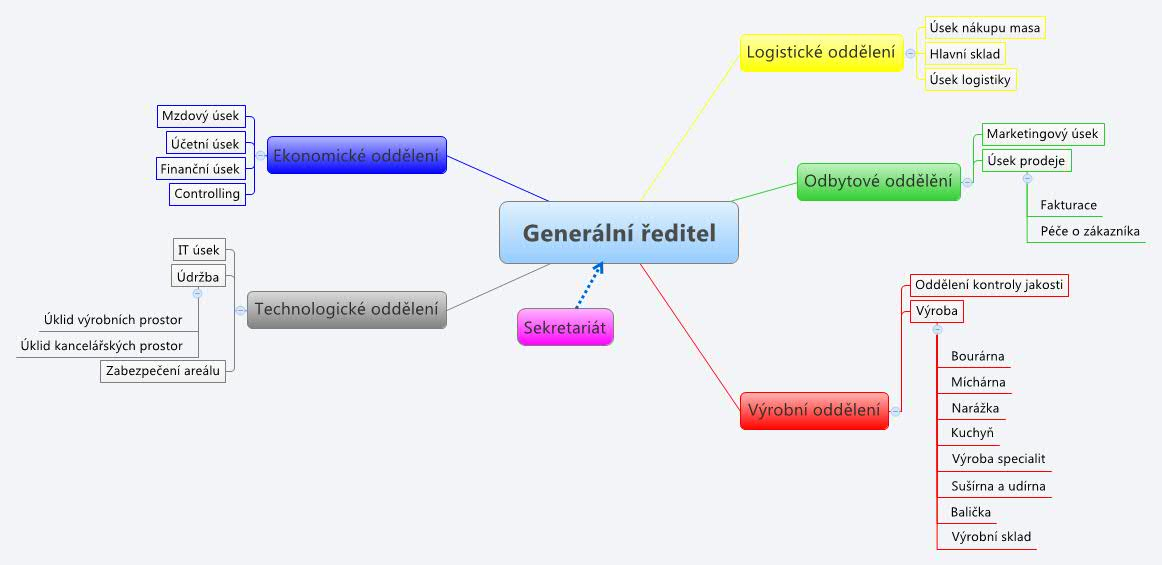 Generální ředitel
Sekretariát
Logistické oddělení
Úsek nákupu masa
Hlavní sklad
Úsek logistiky
Odbytové oddělění
Marketingový úsek
Úsek prodeje
Fakturace
Péče o zákazníka
Výrobní oddělení
Oddělení kontroly jakosti
Výroba
Bourárna
Míchárna
Narážka
Kuchyň
Výroba specialit
Sušírna a udírna
Balička
Výrobní sklad
Ekonomické oddělení
Mzdový úsek
Účetní úsek
Finanční úsek
Controlling
Technologické oddělení
IT úsek
Údržba
Úklid výrobních prostor
Úklid kancelářských prostor
Zabezpečení areálu